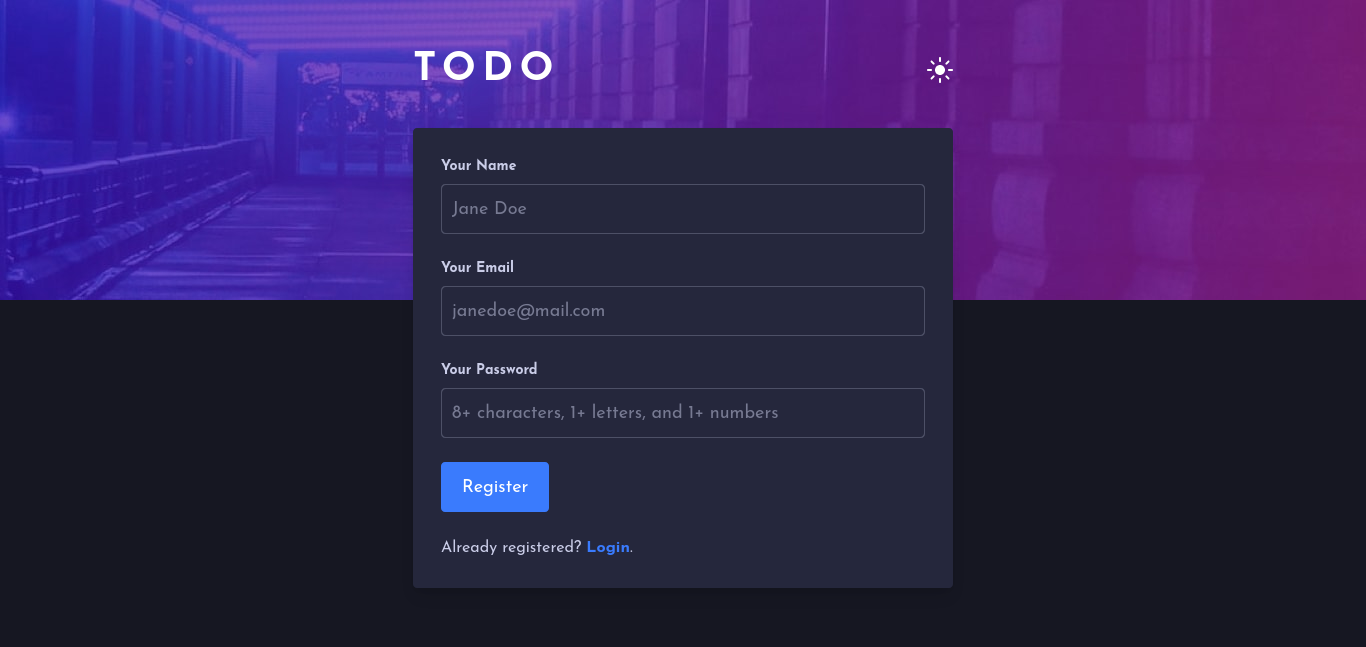 TODO
Your Name
Jane Doe
Your Email
janedoe@mail.com
Your Password
8+ characters, 1+ letters, and 1+ numbers
Register
Already registered? Login.